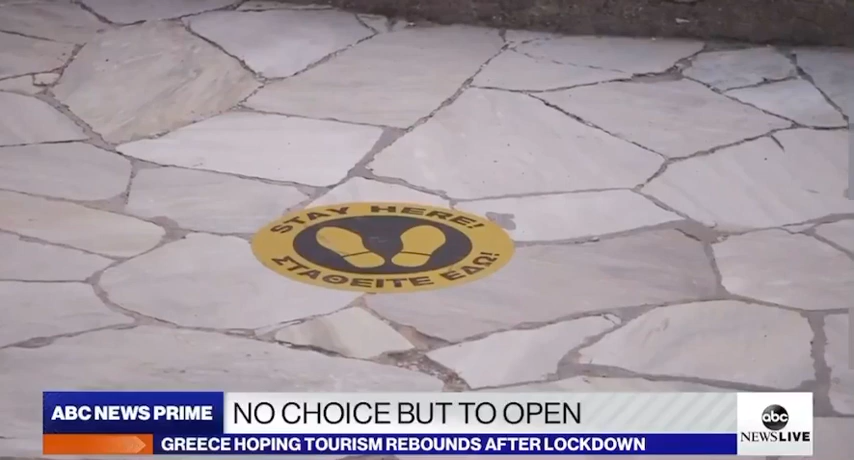 STAY HERE!
ΣΤΑΘΕΙΤΕ ΕΔΩ!
ABC NEWS PRIME
NO CHOICE BUT TO OPEN
GREECE HOPING TOURISM REBOUNDS AFTER LOCKDOWN
abc
NEWS LIVE